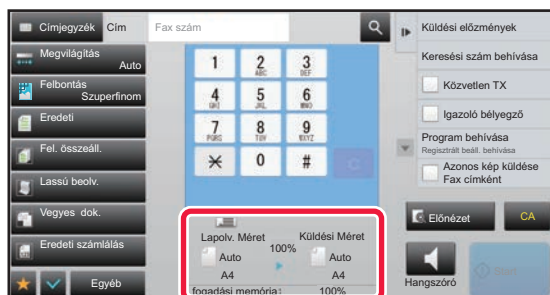 Címjegyzék
Cím
Fax szám
Megvilágítás
Auto
Felbontás
Szuperfinom
Eredeti
Fel. összeáll.
Lassú beolv.
Vegyes dok.
Eredeti számlálás
Egyéb
1
2
ABC
3
DEF
4
GHI
5
JKL
6
MNO
7
PQRS
8
TUV
9
WXYZ
0
#
C
Lapolv. Méret
100%
Küldési Méret
Auto
Auto
A4
A4
fogadási memória:
100%
Küldési előzmények
Keresési szám behívása
Közvetlen TX
Igazoló bélyegző
Program behívása
Regisztrált beáll. behívása
Azonos kép küldése
Fax címként
Előnézet
CA
Hangszóró
Start